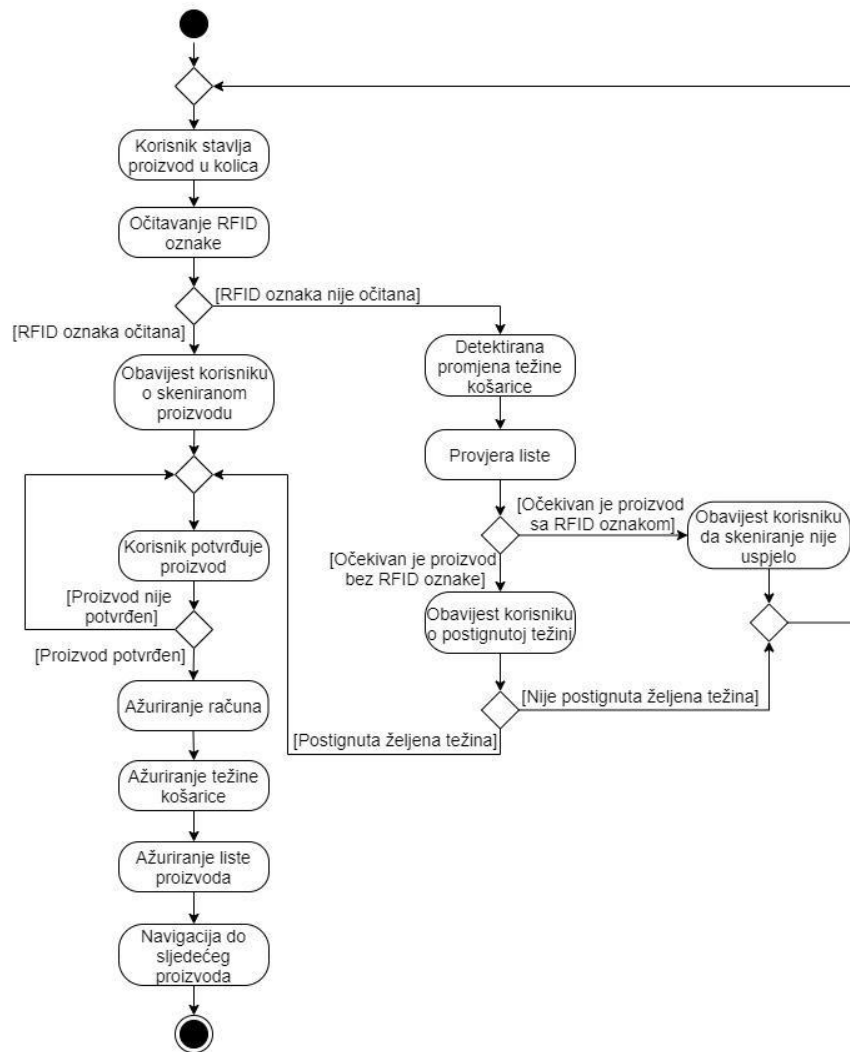 Korisnik stavlja
proizvod u kolica
Očitavanje RFID
oznake
[RFID oznaka nije očitana]
[RFID oznaka očitana]
Obavijest korisniku
o skeniranom
proizvodu
Detektirana
promjena težine
košarice
Provjera liste
[Očekivan je proizvod
sa RFID oznakom]
Obavijest korisniku
da skeniranje nije
uspjelo
Korisnik potvrđuje
proizvod
[Očekivan je proizvod
bez RFID oznake]
[Proizvod nije
potvrđen]
Obavijest korisniku
o postignutoj težini
[Proizvod potvrđen]
[Nije postignuta željena težina]
Ažuriranje računa
[Postignuta željena težina]
Ažuriranje težine
košarice
Ažuriranje liste
proizvoda
Navigacija do
sljedećeg
proizvoda